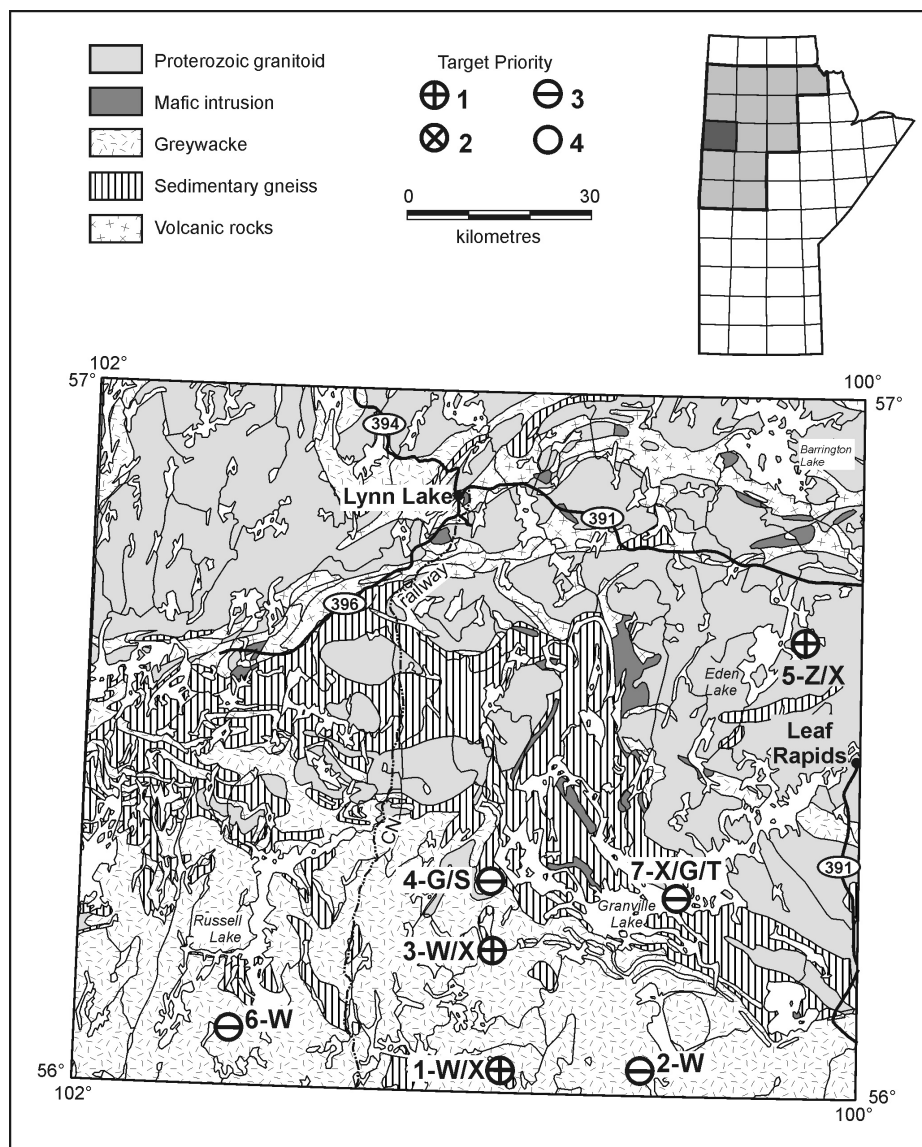 Proterozoic granitoid
Mafic intrusion
Greywacke
Sedimentary gneiss
Volcanic rocks
Target Priority
1
3
2
4
0
30
kilometres
102°
57°
100°
57°
394
Barrington
Lake
Lynn Lake
391
railway
396
5-Z/X
Eden
Lake
Leaf
Rapids
CN
391
4-G/S
7-X/G/T
Granville
Lake
Russell
Lake
3-W/X
6-W
1-W/X
2-W
56°
102°
56°
100°